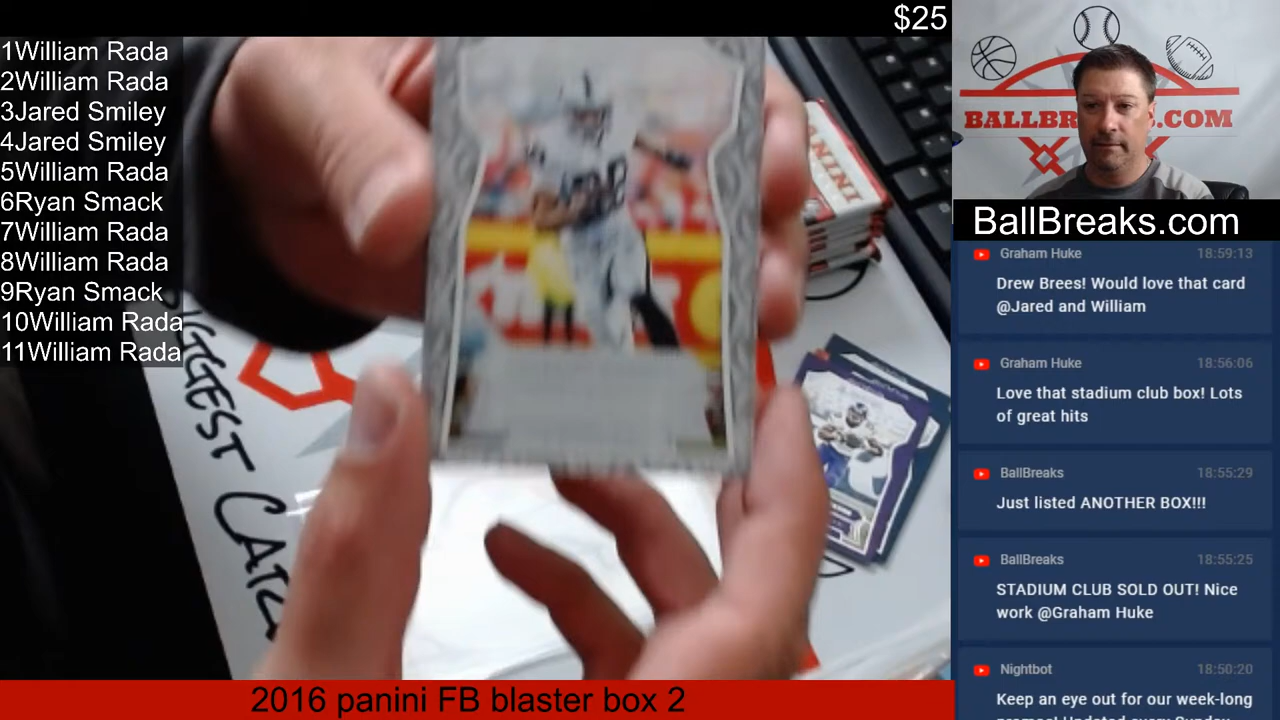 $25
1William Rada
2William Rada
3Jared Smiley
4Jared Smiley
5William Rada
6Ryan Smack
7William Rada
8William Rada
9Ryan Smack
10William Rada
11William Rada
BIGGEST
PANINI
BALLBREAKS.COM
BallBreaks.com
Graham Huke 18:59:13
Drew Brees! Would love that card
@Jared and William
Graham Huke 18:56:06
Love that stadium club box! Lots
of great hits
BallBreaks 18:55:29
Just listed ANOTHER BOX!!!
BallBreaks 18:55:25
STADIUM CLUB SOLD OUT! Nice
work @Graham Huke
Nightbot 18:50:20
Keep an eye out for our week-long
2016 panini FB blaster box 2